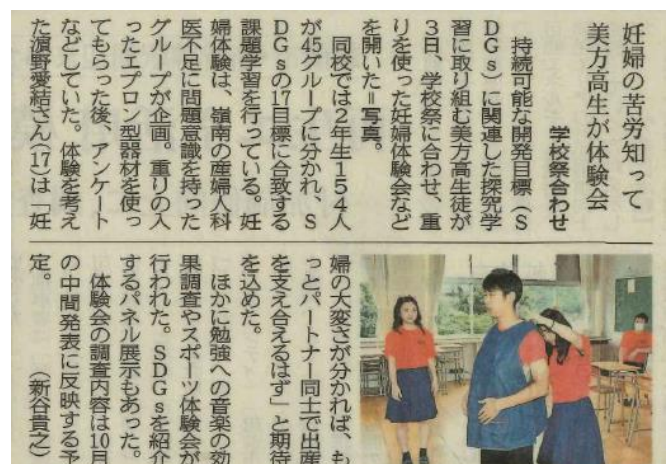 妊婦の苦労知って
美方高生が体験会
学校祭合わせ
持続可能な開発目標(S
DGs)に関連した探究学
習に取り組む美方高生徒が
3日、学校祭に合わせ、重
りを使った妊婦体験会など
を開いた=写真。
同校では2年生154人
が45グループに分かれ、S
DGsの17目標に合致する
課題学習を行っている。妊
婦体験は、嶺南の産婦人科
医不足に問題意識を持った
グループが企画。重りの入
ったエプロン型器材を使っ
てもらった後、アンケート
などしていた。体験を考え
た濵野愛結さん(17)は「妊
婦の大変さが分かれば、も
っとパートナー同士で出産
を支え合えるはず」と期待
を込めた。
ほかに勉強への音楽の効
果調査やスポーツ体験会が
行われた。SDGsを紹介
するパネル展示もあった。
体験会の調査内容は10月
の中間発表に反映する予
定。
(新谷貴之)